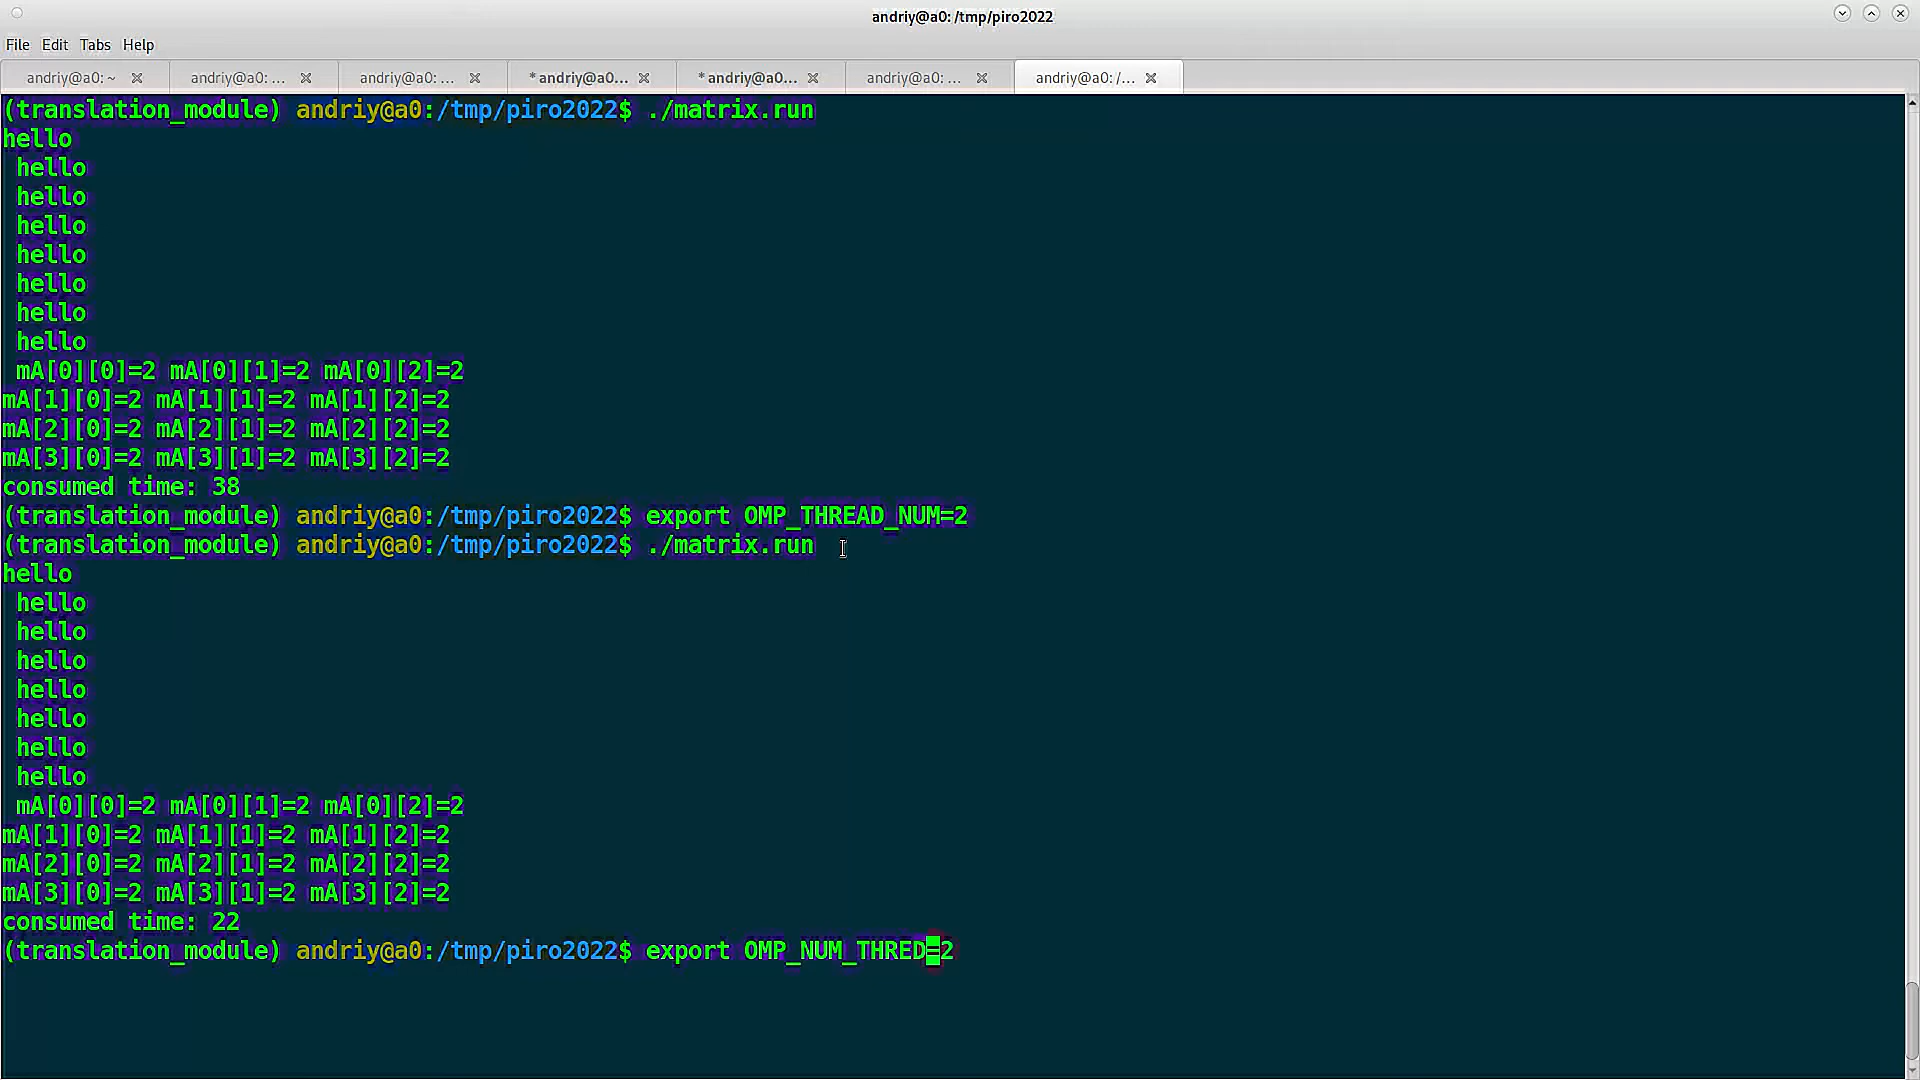 andriy@a0: /tmp/piro2022
File Edit Tabs Help
andriy@a0: ~ andriy@a0: ... andriy@a0: ... * andriy@a0... * andriy@a0... andriy@a0: ... andriy@a0: /...
(translation_module) andriy@a0:/tmp/piro2022$ ./matrix.run
hello
hello
hello
hello
hello
hello
hello
hello
mA[0][0]=2 mA[0][1]=2 mA[0][2]=2
mA[1][0]=2 mA[1][1]=2 mA[1][2]=2
mA[2][0]=2 mA[2][1]=2 mA[2][2]=2
mA[3][0]=2 mA[3][1]=2 mA[3][2]=2
consumed time: 38
(translation_module) andriy@a0:/tmp/piro2022$ export OMP_THREAD_NUM=2
(translation_module) andriy@a0:/tmp/piro2022$ ./matrix.run
hello
hello
hello
hello
hello
hello
hello
hello
mA[0][0]=2 mA[0][1]=2 mA[0][2]=2
mA[1][0]=2 mA[1][1]=2 mA[1][2]=2
mA[2][0]=2 mA[2][1]=2 mA[2][2]=2
mA[3][0]=2 mA[3][1]=2 mA[3][2]=2
consumed time: 22
(translation_module) andriy@a0:/tmp/piro2022$ export OMP_NUM_THRED=2